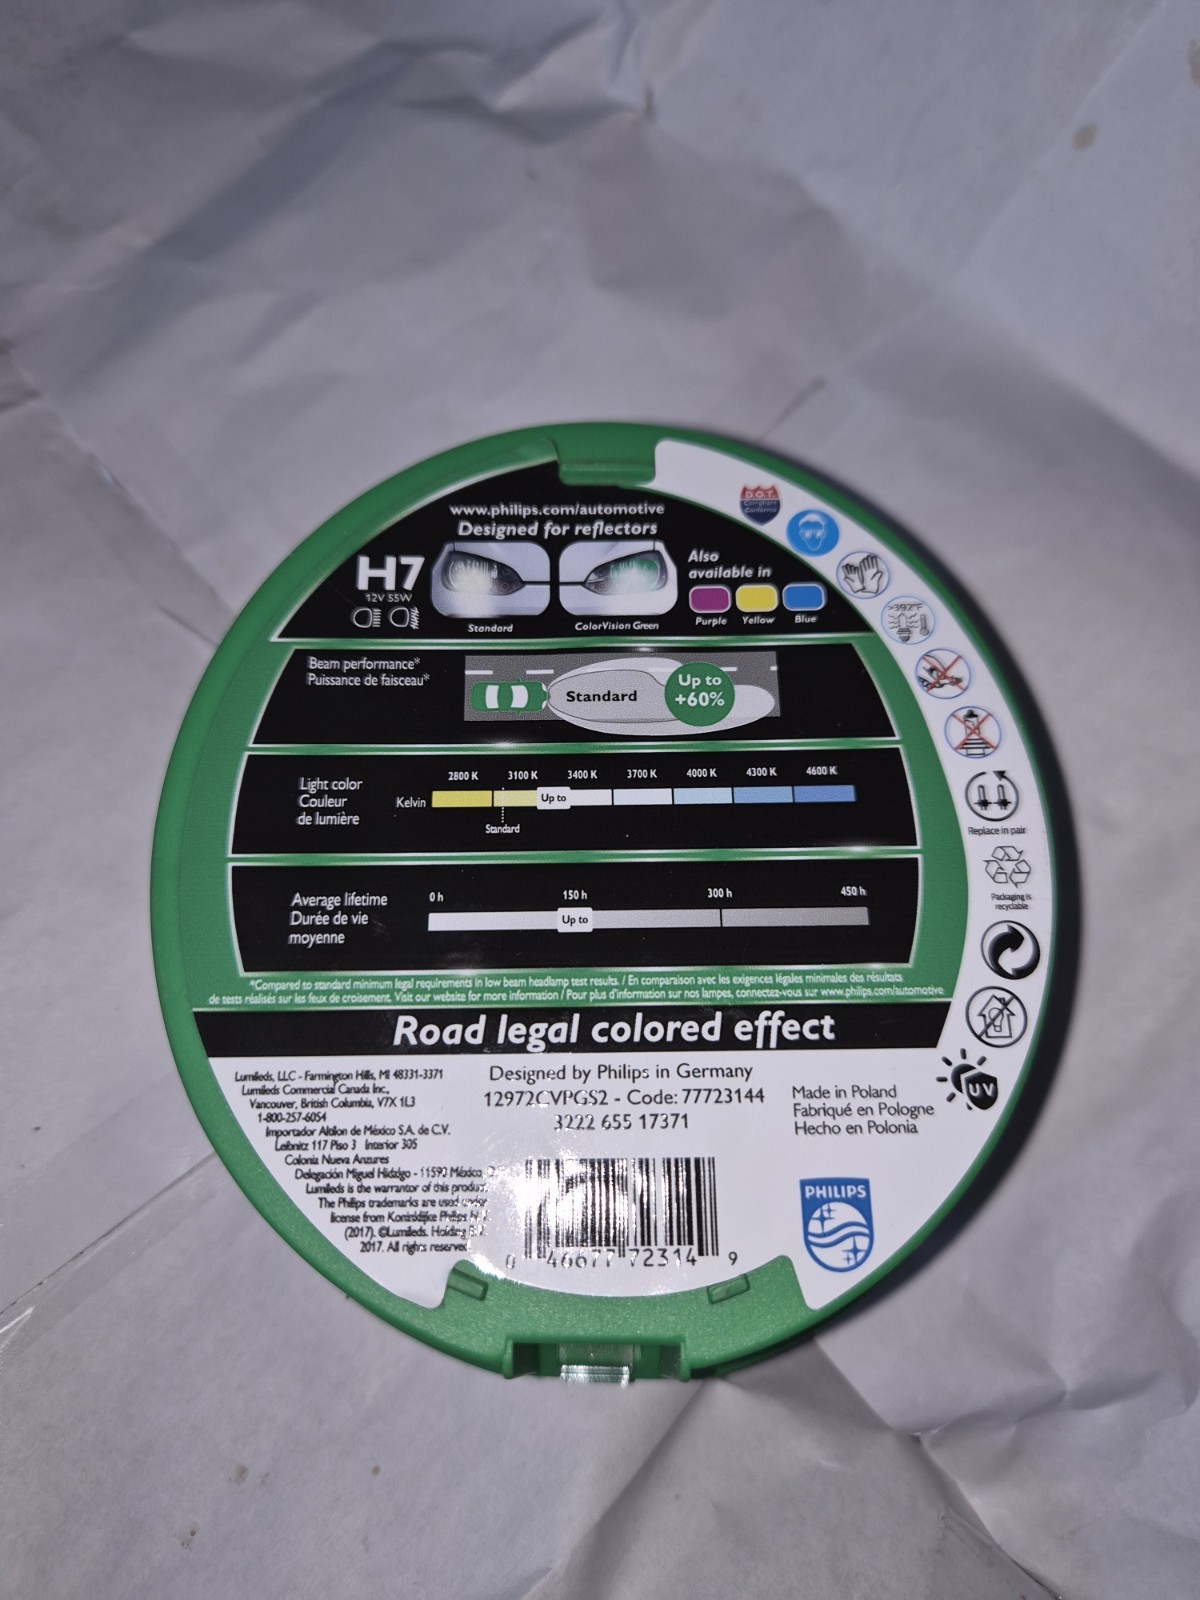 www.philips.com/automotive
Designed for reflectors
H7
12V 55W
Standard
ColorVision Green
Also
available in
Purple Yellow Blue
D.O.T.
Compliant
Conforme
>392°F
Beam performance*
Puissance de faisceau*
Standard
Up to
+60%
Light color
Couleur
de lumière
Kelvin
2800 K 3100 K 3400 K 3700 K 4000 K 4300 K 4600 K
Up to
Standard
Replace in pair
Packaging is
recyclable
Average lifetime
Durée de vie
moyenne
0 h 150 h 300 h 450 h
Up to
*Compared to standard minimum legal requirements in low beam headlamp test results. / En comparaison avec les exigences légales minimales des résultats
de tests réalisés sur les feux de croisement. Visit our website for more information / Pour plus d'information sur nos lampes, connectez-vous sur www.philips.com/automotive
Road legal colored effect
UV
Lumileds, LLC - Farmington Hills, MI 48331-3371
Lumileds Commercial Canada Inc.,
Vancouver, British Columbia, V7X 1L3
1-800-257-6054
Importador Altilon de México S.A. de C.V.
Leibnitz 117 Piso 3 Interior 305
Colonia Nueva Anzures
Delegación Miguel Hidalgo - 11590 México,
Lumileds is the warrantor of this product.
The Philips trademarks are used under
license from Koninklijke Philips N.V.
(2017). ©Lumileds. Holding B.V.
2017. All rights reserved
Designed by Philips in Germany
12972CVPGS2 - Code: 77723144
3222 655 17371
0 46677 72314 9
Made in Poland
Fabriqué en Pologne
Hecho en Polonia
PHILIPS